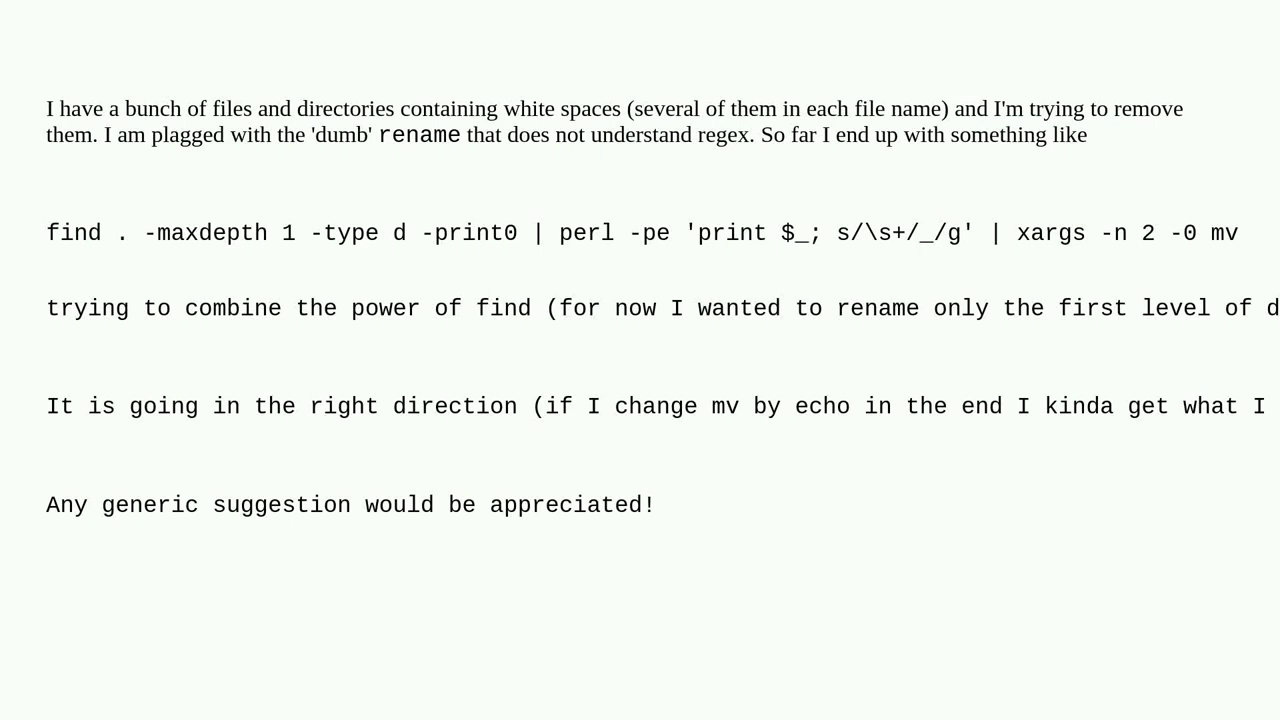 I have a bunch of files and directories containing white spaces (several of them in each file name) and I'm trying to remove
them. I am plagged with the 'dumb' rename that does not understand regex. So far I end up with something like
find . -maxdepth 1 -type d -print0 | perl -pe 'print $_; s/\s+/_/g' | xargs -n 2 -0 mv
trying to combine the power of find (for now I wanted to rename only the first level of
It is going in the right direction (if I change mv by echo in the end I kinda get what I
Any generic suggestion would be appreciated!